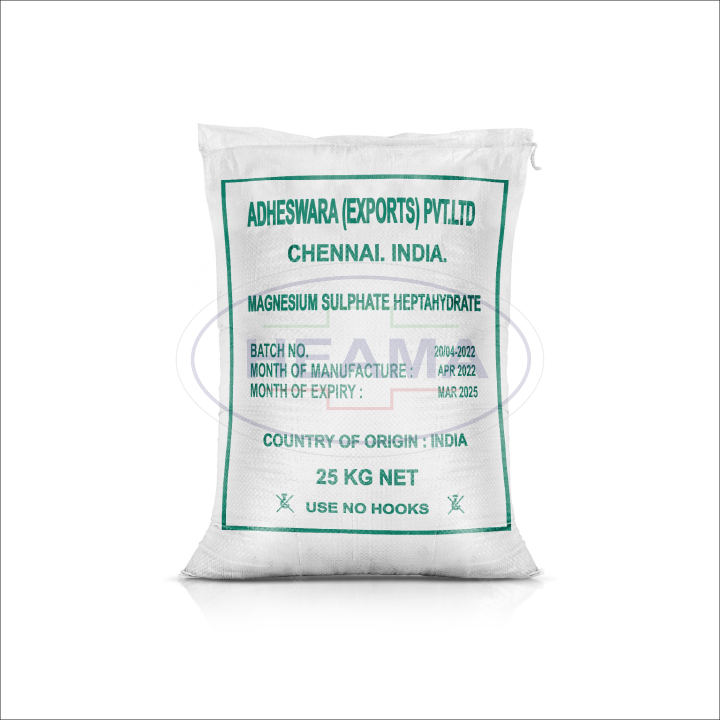 ADHESWARA (EXPORTS) PVT.LTD
CHENNAI. INDIA.
MAGNESIUM SULPHATE HEPTAHYDRATE
BATCH NO. 20/04-2022
MONTH OF MANUFACTURE : APR 2022
MONTH OF EXPIRY : MAR 2025
HEAMA
COUNTRY OF ORIGIN : INDIA
25 KG NET
USE NO HOOKS